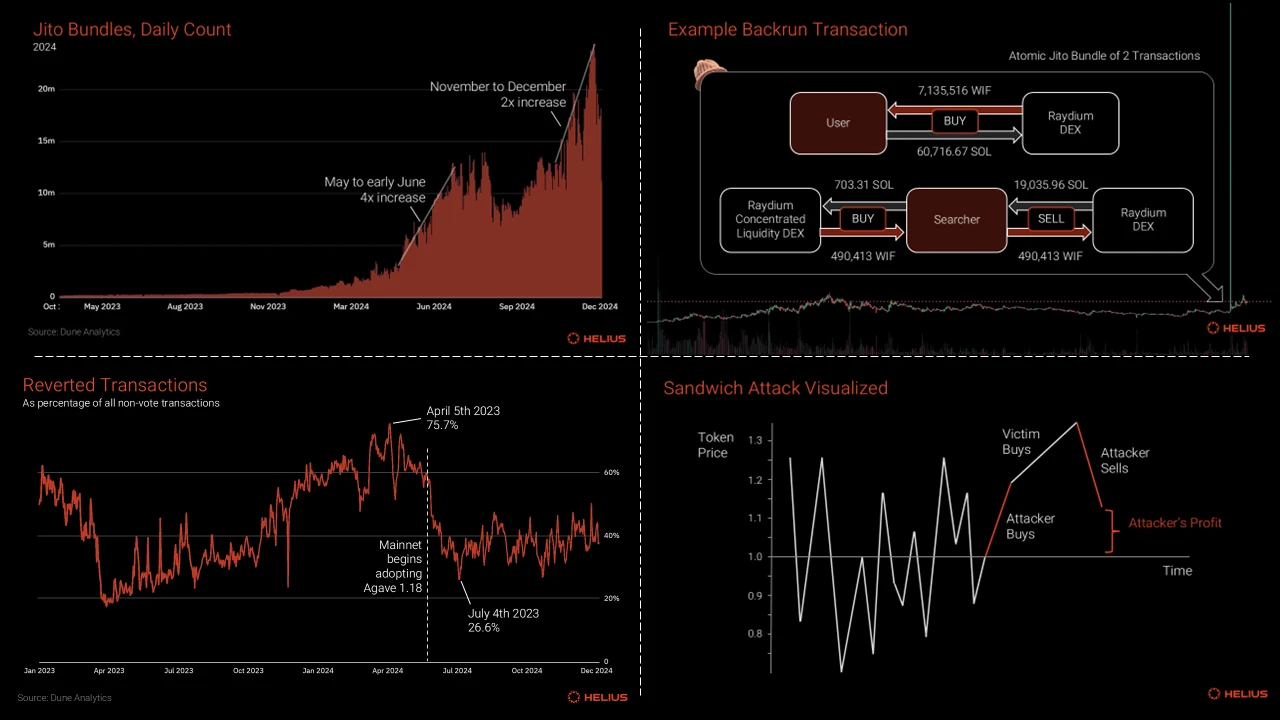 Jito Bundles, Daily Count
2024
November to December
2x increase
May to early June
4x increase
20m
15m
10m
5m
0
Oct :
May 2023
Aug 2023
Nov 2023
Mar 2024
Jun 2024
Sep 2024
Dec 2024
Source: Dune Analytics
HELIUS
Example Backrun Transaction
Atomic Jito Bundle of 2 Transactions
7,135,516 WIF
User
BUY
Raydium
DEX
60,716.67 SOL
703.31 SOL
19,035.96 SOL
Raydium
Concentrated
Liquidity DEX
BUY
Searcher
SELL
Raydium
DEX
490,413 WIF
490,413 WIF
HELIUS
Reverted Transactions
As percentage of all non-vote transactions
April 5th 2023
75.7%
60%
40%
20%
0
Mainnet
begins
adopting
Agave 1.18
July 4th 2023
26.6%
Jan 2023
Apr 2023
Jul 2023
Oct 2023
Jan 2024
Apr 2024
Jul 2024
Oct 2024
Dec 2024
Source: Dune Analytics
HELIUS
Sandwich Attack Visualized
Token
Price
1.3
1.2
1.1
1.0
0.9
0.8
Victim
Buys
Attacker
Sells
Attacker
Buys
Attacker's Profit
Time
HELIUS